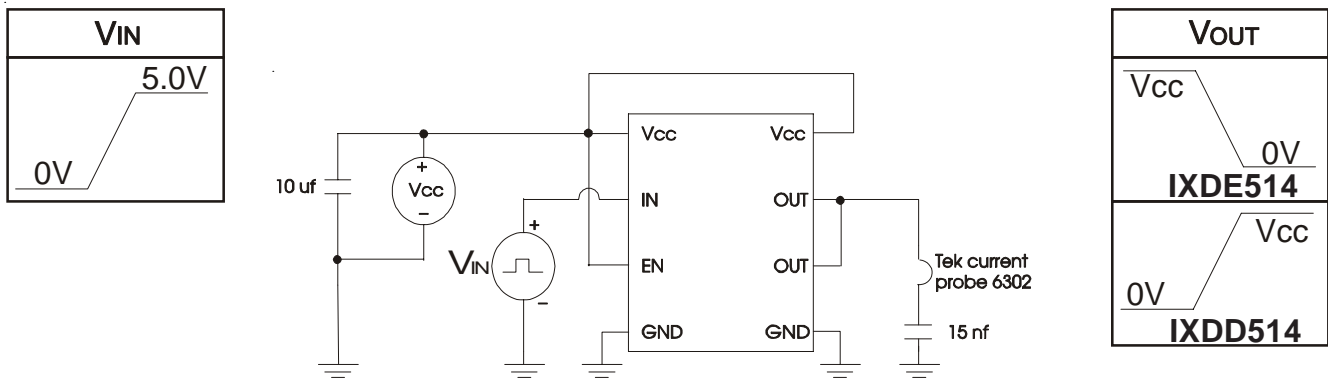 VIN
5.0V
0V
10 uf
+
Vcc
-
VIN
+
-
Vcc
Vcc
IN
OUT
EN
OUT
GND
GND
Tek current
probe 6302
15 nf
VOUT
Vcc
0V
IXDE514
Vcc
0V
IXDD514